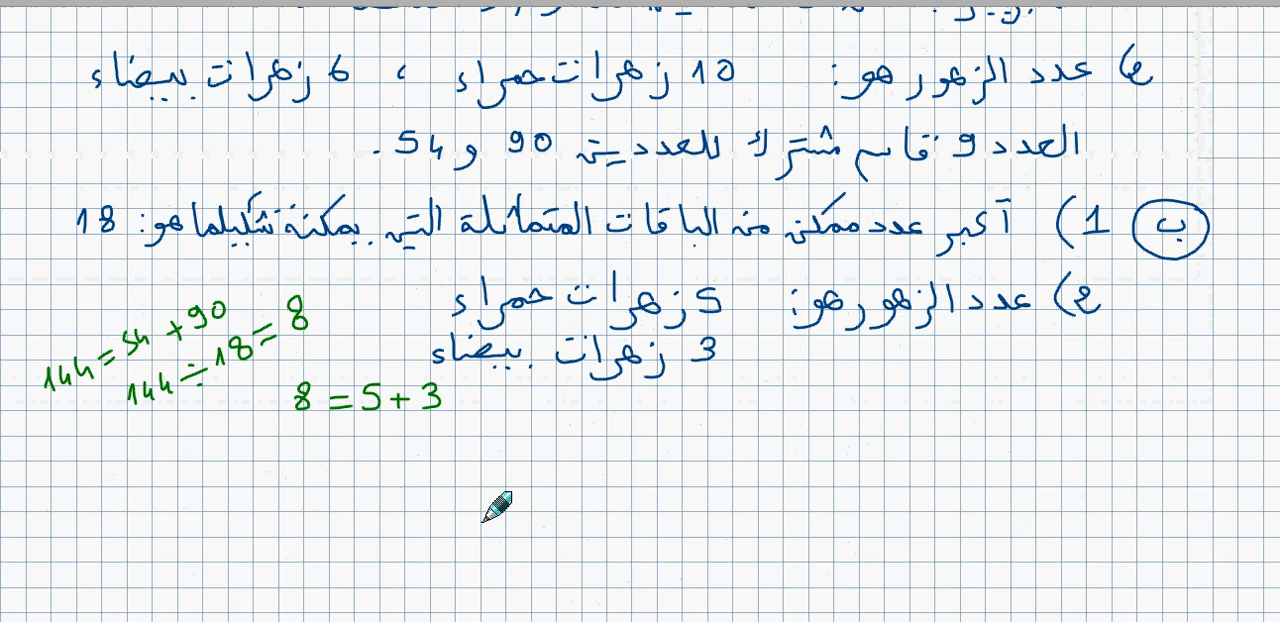 2) عدد الزهور هو: 10 زهرات حمراء ، 6 زهرات بيضاء
العدد 9 قاسم مشترك للعددين 90 و 54.
ب 1) أكبر عدد ممكن من الباقات المتماثلة التي يمكنه تشكيلها هو: 18
2) عدد الزهور هو: 5 زهرات حمراء
3 زهرات بيضاء
144 = 54 + 90
144 ÷ 18 = 8
8 = 5 + 3